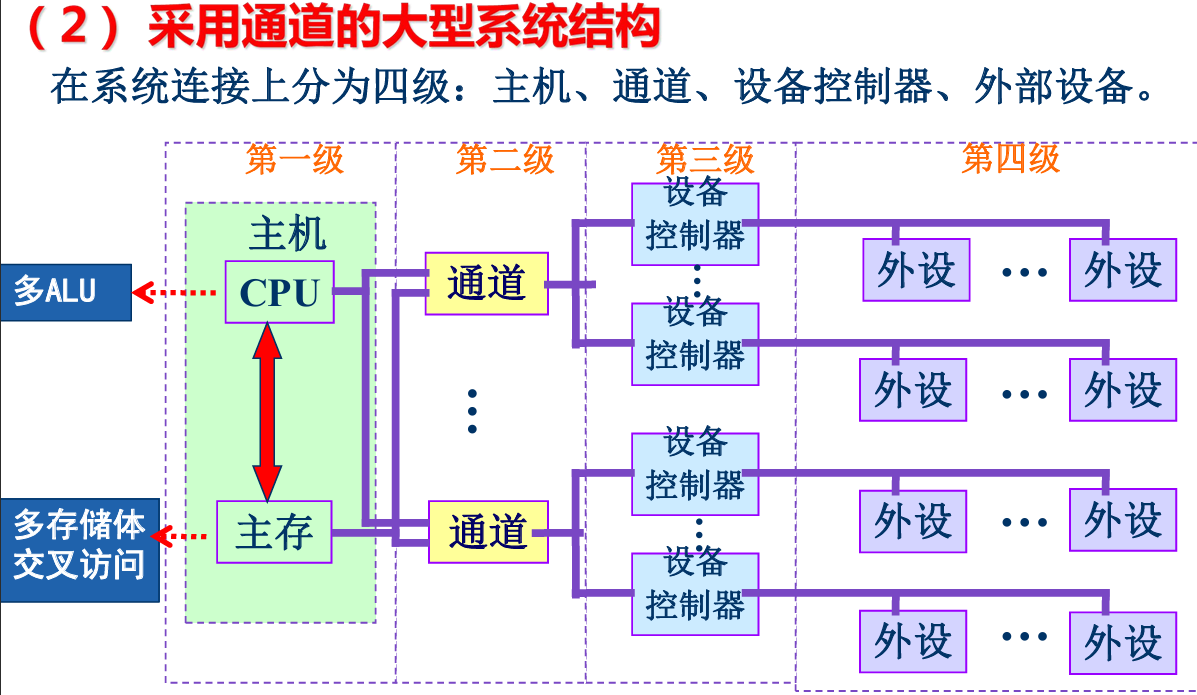 （2） 采用通道的大型系统结构
在系统连接上分为四级：主机、通道、设备控制器、外部设备。
第一级
第二级
第三级
第四级
主机
CPU
主存
多ALU
多存储体
交叉访问
通道
⋮
通道
设备
控制器
⋮
设备
控制器
设备
控制器
⋮
设备
控制器
外设 ••• 外设
外设 ••• 外设
外设 ••• 外设
外设 ••• 外设